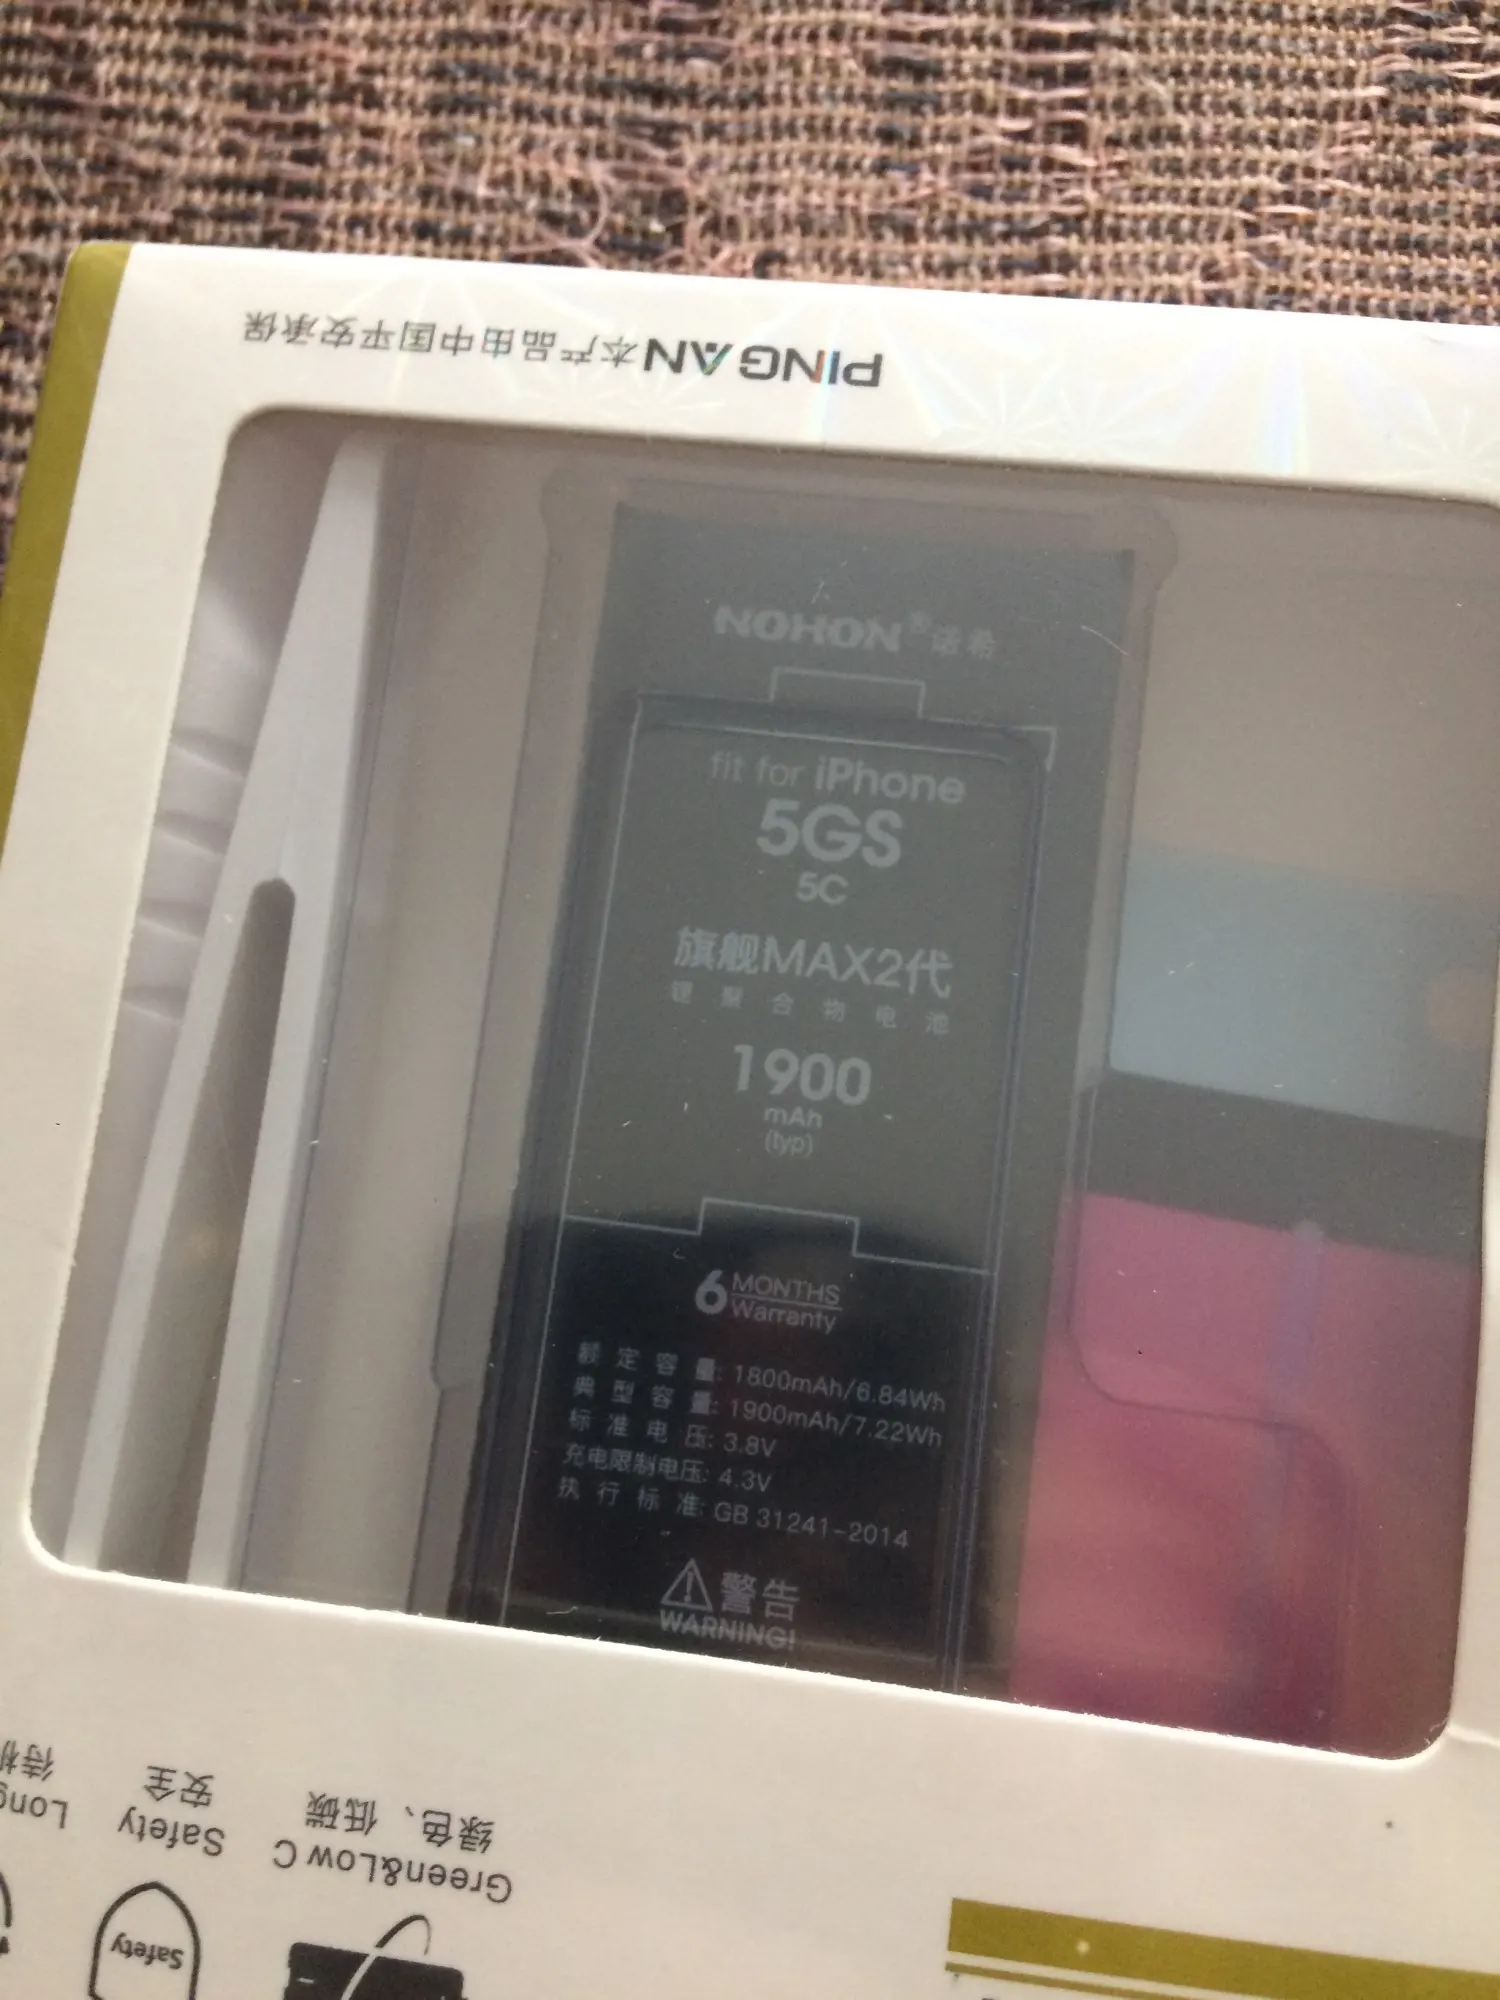 PING AN 本产品由中国平安承保
NOHON® 诺希
fit for iPhone
5GS
5C
旗舰MAX2代
锂聚合物电池
1900
mAh
(typ)
6 MONTHS
Warranty
额定容量: 1800mAh/6.84Wh
典型容量: 1900mAh/7.22Wh
标准电压: 3.8V
充电限制电压: 4.3V
执行标准: GB 31241-2014
警告
WARNING!
Green&Low C
绿色、低碳
Safety
安全
Long
待机
Safety